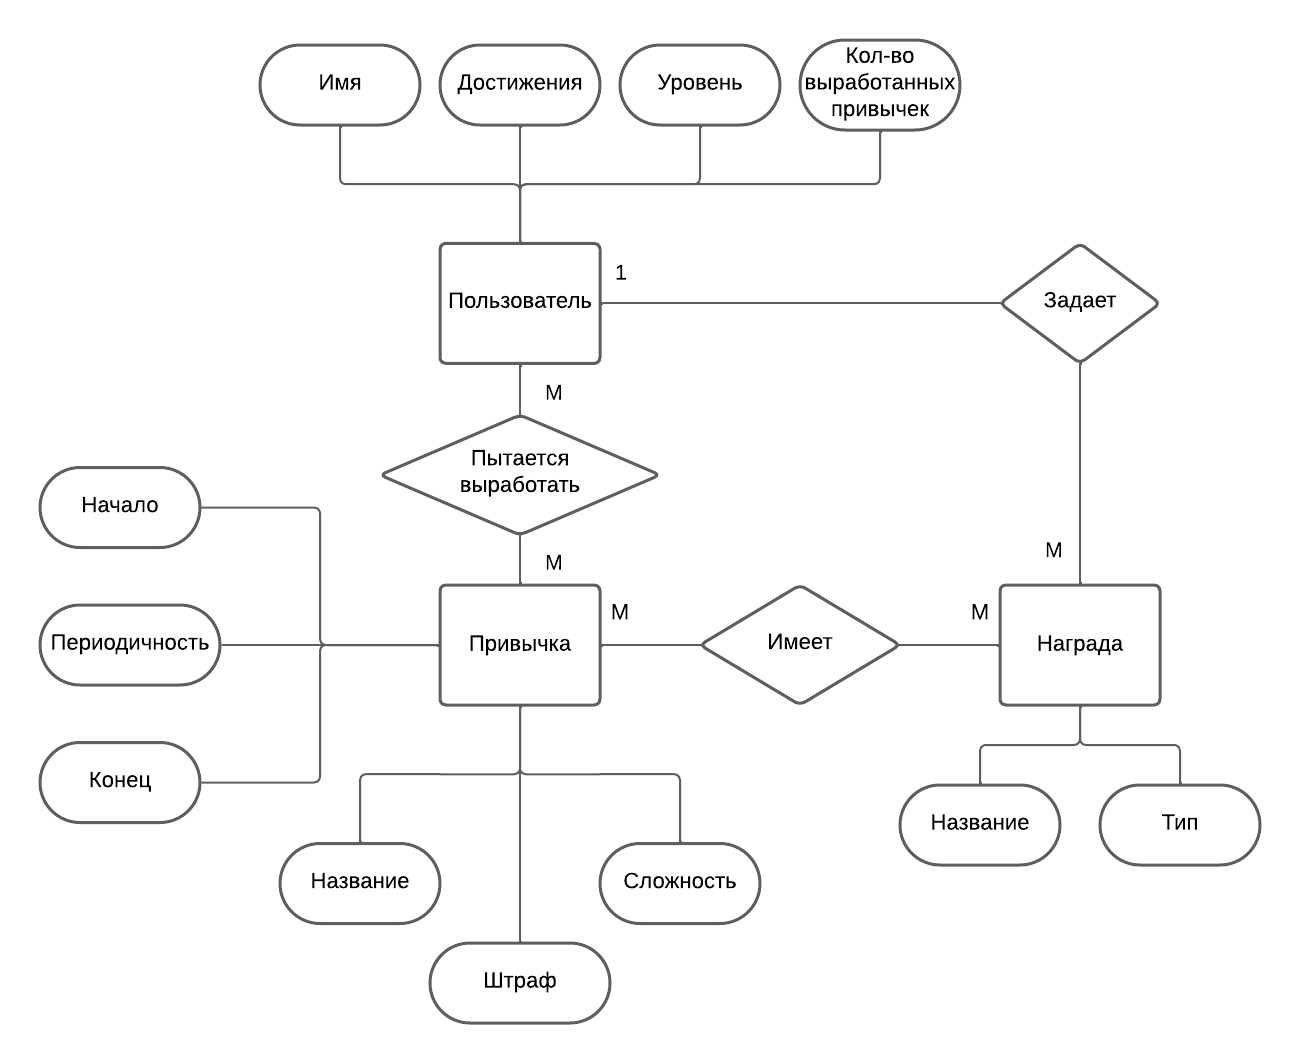 Имя
Достижения
Уровень
Кол-во
выработанных
привычек
Пользователь
1
Задает
М
Пытается
выработать
Начало
М
М
Периодичность
Привычка
М
Имеет
М
Награда
Конец
Название
Тип
Название
Сложность
Штраф